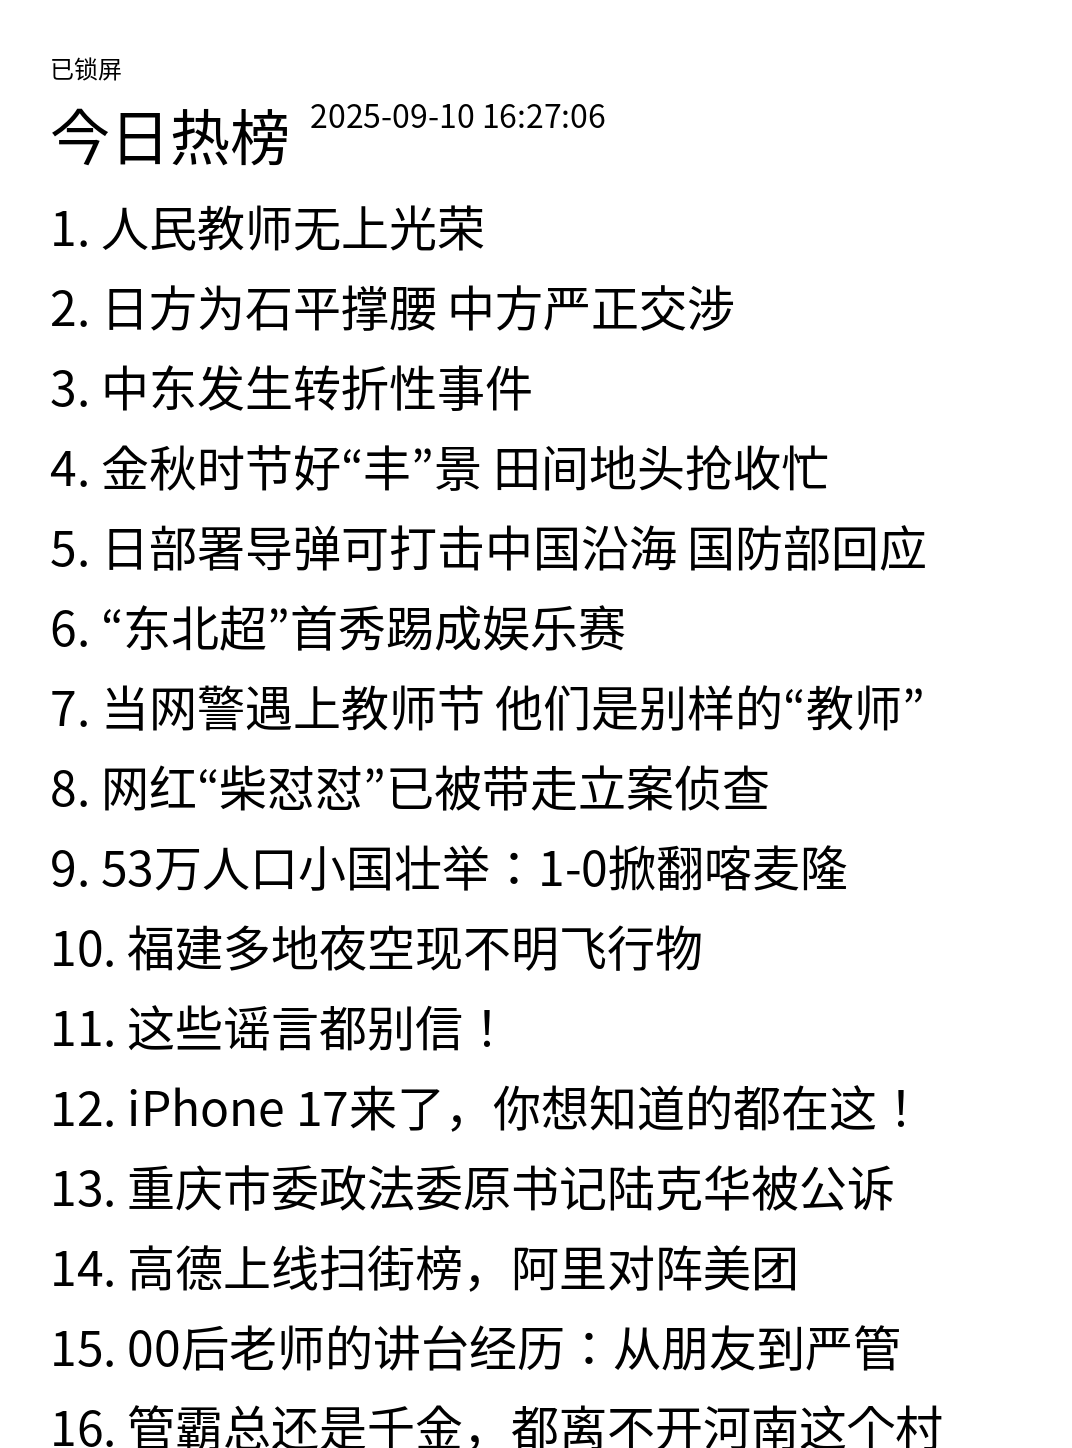 已锁屏
今日热榜 2025-09-10 16:27:06
1. 人民教师无上光荣
2. 日方为石平撑腰 中方严正交涉
3. 中东发生转折性事件
4. 金秋时节好“丰”景 田间地头抢收忙
5. 日部署导弹可打击中国沿海 国防部回应
6. “东北超”首秀踢成娱乐赛
7. 当网警遇上教师节 他们是别样的“教师”
8. 网红“柴怼怼”已被带走立案侦查
9. 53万人口小国壮举：1-0掀翻喀麦隆
10. 福建多地夜空现不明飞行物
11. 这些谣言都别信！
12. iPhone 17来了，你想知道的都在这！
13. 重庆市委政法委原书记陆克华被公诉
14. 高德上线扫街榜，阿里对阵美团
15. 00后老师的讲台经历：从朋友到严管
16. 管霸总还是千金，都离不开河南这个村